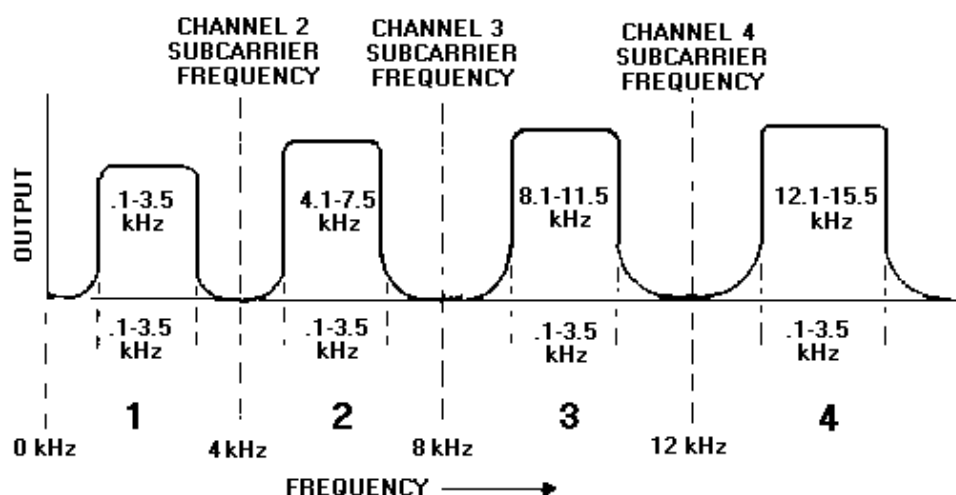 CHANNEL 2
SUBCARRIER
FREQUENCY
CHANNEL 3
SUBCARRIER
FREQUENCY
CHANNEL 4
SUBCARRIER
FREQUENCY
OUTPUT
.1-3.5
kHz
4.1-7.5
kHz
8.1-11.5
kHz
12.1-15.5
kHz
.1-3.5
kHz
.1-3.5
kHz
.1-3.5
kHz
.1-3.5
kHz
1
2
3
4
0 kHz
4 kHz
8 kHz
12 kHz
FREQUENCY